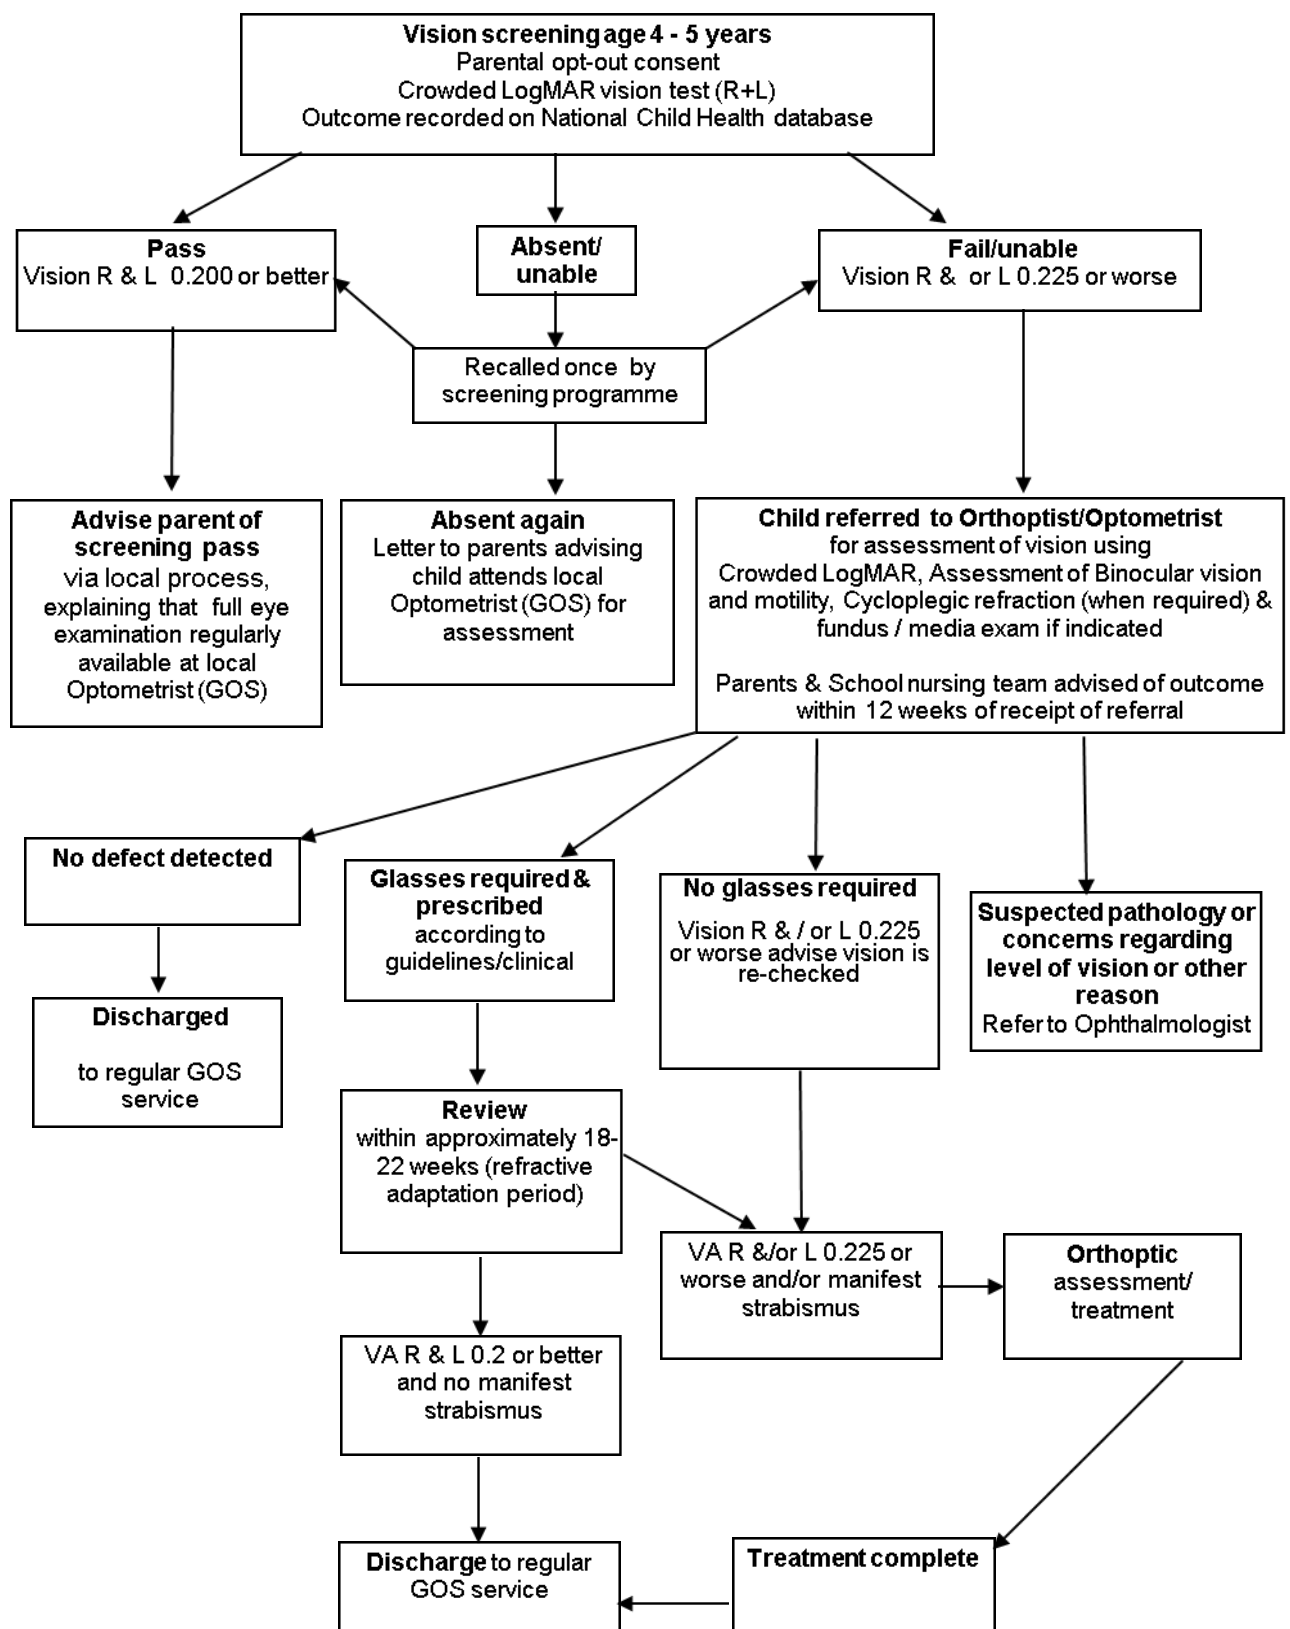 Vision screening age 4 - 5 years
Parental opt-out consent
Crowded LogMAR vision test (R+L)
Outcome recorded on National Child Health database
Pass
Vision R & L 0.200 or better
Absent/
unable
Fail/unable
Vision R & or L 0.225 or worse
Recalled once by
screening programme
Advise parent of
screening pass
via local process,
explaining that full eye
examination regularly
available at local
Optometrist (GOS)
Absent again
Letter to parents advising
child attends local
Optometrist (GOS) for
assessment
Child referred to Orthoptist/Optometrist
for assessment of vision using
Crowded LogMAR, Assessment of Binocular vision
and motility, Cycloplegic refraction (when required) &
fundus / media exam if indicated
Parents & School nursing team advised of outcome
within 12 weeks of receipt of referral
No defect detected
Glasses required &
prescribed
according to
guidelines/clinical
No glasses required
Vision R & / or L 0.225
or worse advise vision is
re-checked
Suspected pathology or
concerns regarding
level of vision or other
reason
Refer to Ophthalmologist
Discharged
to regular GOS
service
Review
within approximately 18-
22 weeks (refractive
adaptation period)
VA R &/or L 0.225 or
worse and/or manifest
strabismus
Orthoptic
assessment/
treatment
VA R & L 0.2 or better
and no manifest
strabismus
Discharge to regular
GOS service
Treatment complete